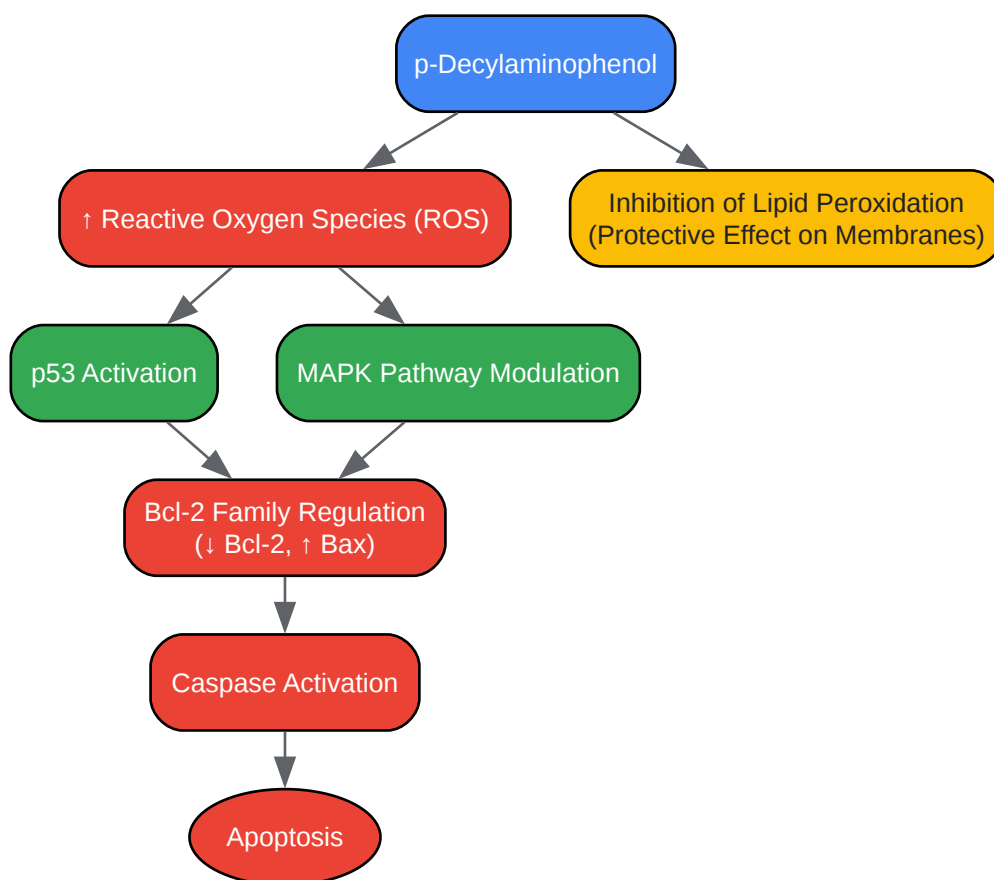 p-Decylaminophenol
↑ Reactive Oxygen Species (ROS)
Inhibition of Lipid Peroxidation
(Protective Effect on Membranes)
p53 Activation
MAPK Pathway Modulation
Bcl-2 Family Regulation
(↓ Bcl-2, ↑ Bax)
Caspase Activation
Apoptosis